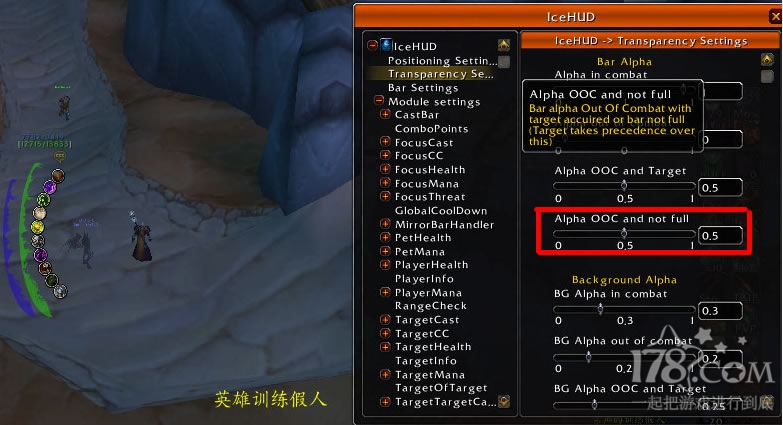 IceHUD
IceHUD
Positioning Settin...
Transparency Se...
Bar Settings
Module settings
CastBar
ComboPoints
FocusCast
FocusCC
FocusHealth
FocusMana
FocusThreat
GlobalCoolDown
MirrorBarHandler
PetHealth
PetMana
PlayerHealth
PlayerInfo
PlayerMana
RangeCheck
TargetCast
TargetCC
TargetHealth
TargetInfo
TargetMana
TargetOfTarget
TargetTargetCa...
IceHUD -> Transparency Settings
Bar Alpha
Alpha in combat
Alpha OOC and not full
Bar alpha Out Of Combat with
target accuired or bar not full
(Target takes precedence over
this)
Alpha OOC and Target
0.5
0 0.5 1
Alpha OOC and not full
0.5
0 0.5 1
Background Alpha
BG Alpha in combat
0.3
0 0.3 1
BG Alpha out of combat
0.2
0 0.2 1
BG Alpha OOC and Target
0.25
178.COM
一起把游戏进行到底
[12715/15633]
英雄训练假人